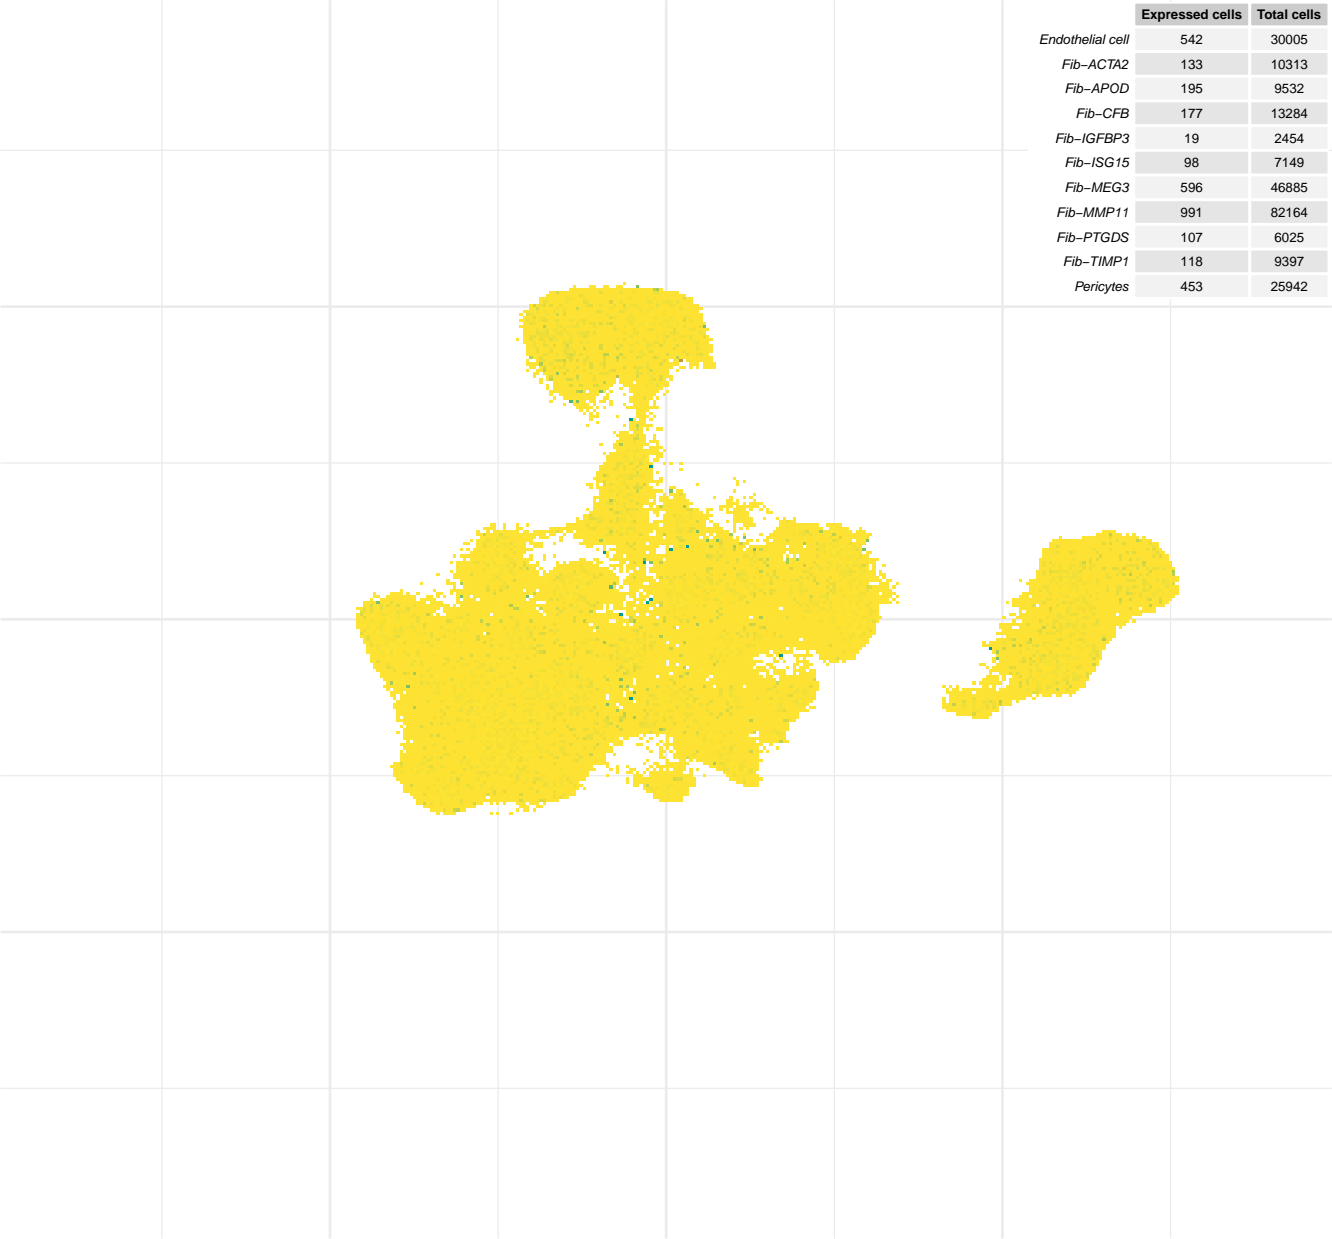 Expressed cells Total cells
Endothelial cell 542 30005
Fib−ACTA2 133 10313
Fib−APOD 195 9532
Fib−CFB 177 13284
Fib−IGFBP3 19 2454
Fib−ISG15 98 7149
Fib−MEG3 596 46885
Fib−MMP11 991 82164
Fib−PTGDS 107 6025
Fib−TIMP1 118 9397
Pericytes 453 25942